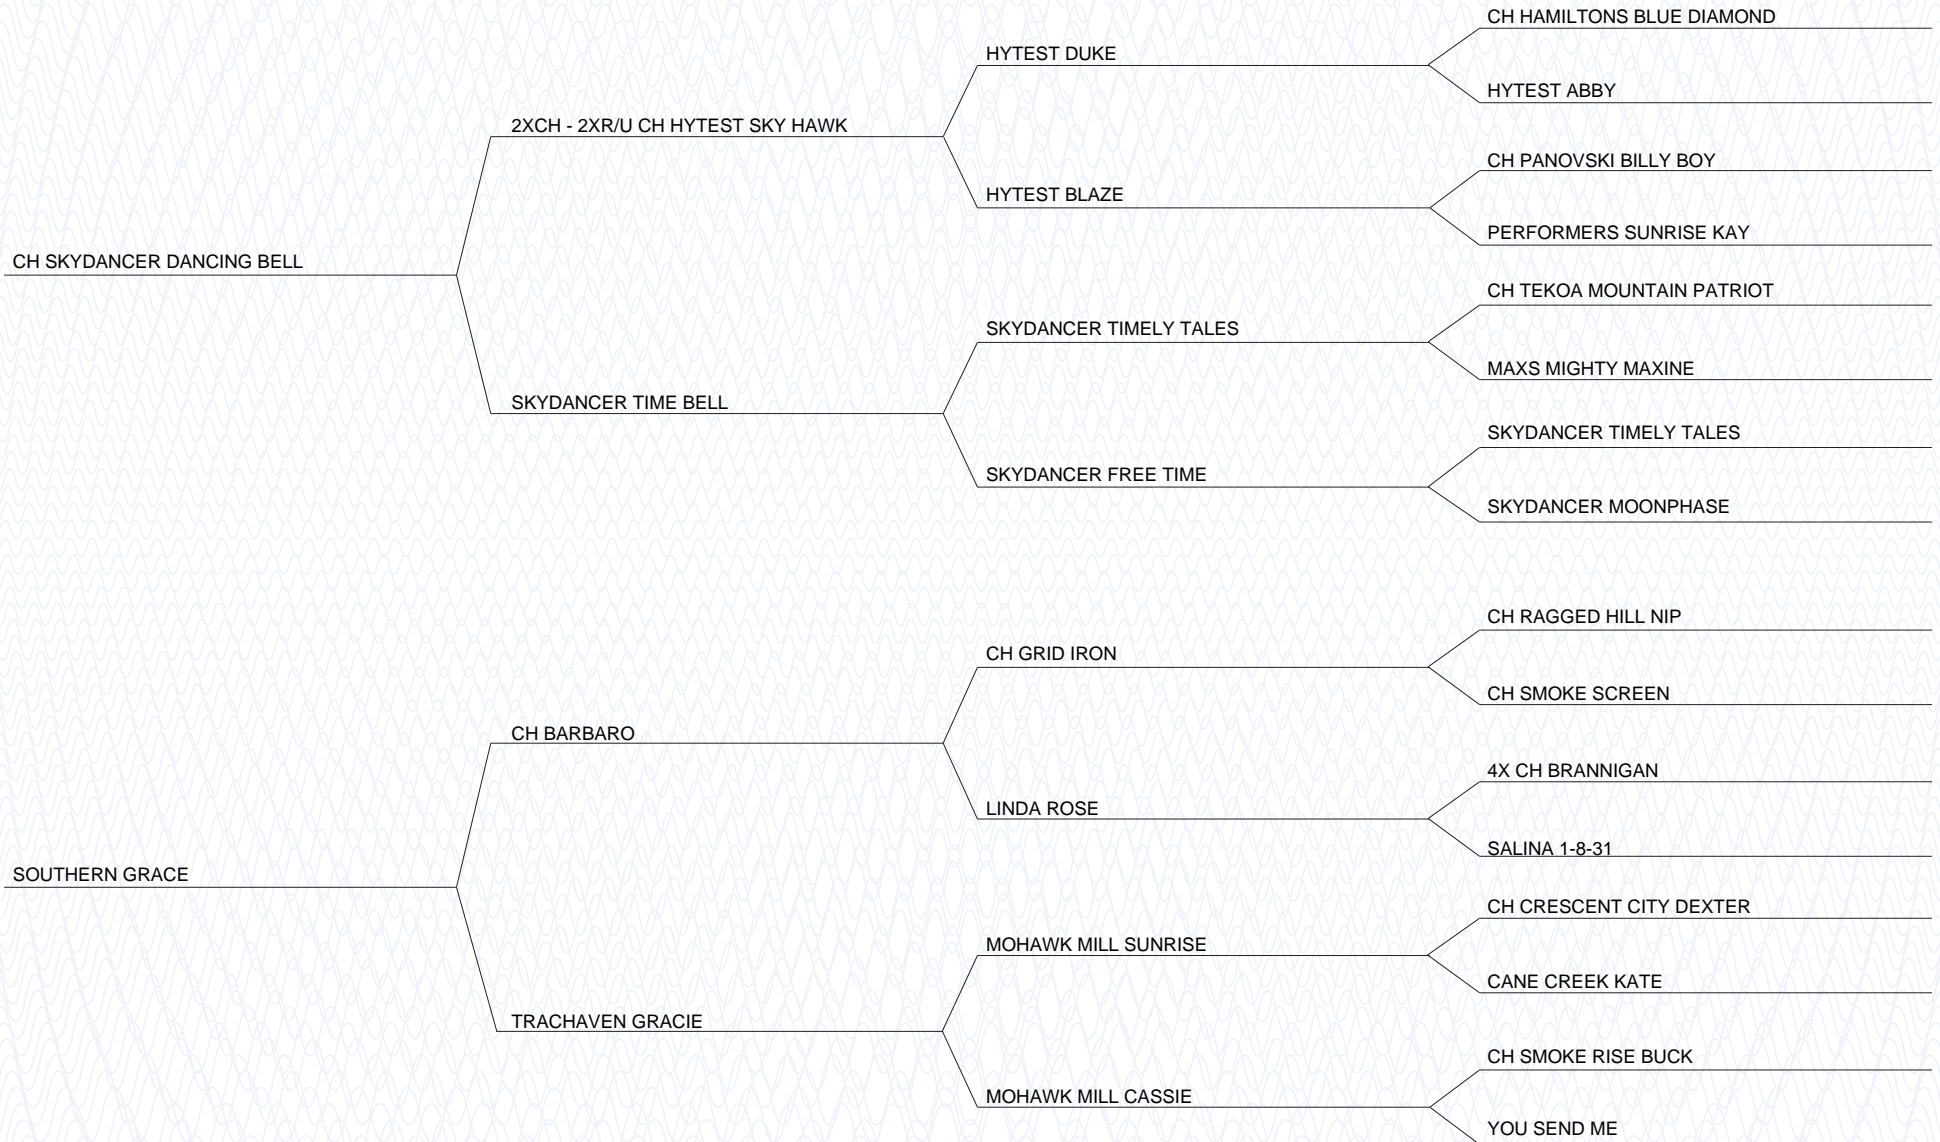 CH HAMILTONS BLUE DIAMOND
HYTEST DUKE
HYTEST ABBY
2XCH - 2XR/U CH HYTEST SKY HAWK
CH PANOVSKI BILLY BOY
HYTEST BLAZE
PERFORMERS SUNRISE KAY
CH SKYDANCER DANCING BELL
CH TEKOA MOUNTAIN PATRIOT
SKYDANCER TIMELY TALES
MAXS MIGHTY MAXINE
SKYDANCER TIME BELL
SKYDANCER TIMELY TALES
SKYDANCER FREE TIME
SKYDANCER MOONPHASE
CH RAGGED HILL NIP
CH GRID IRON
CH SMOKE SCREEN
CH BARBARO
4X CH BRANNIGAN
LINDA ROSE
SALINA 1-8-31
SOUTHERN GRACE
CH CRESCENT CITY DEXTER
MOHAWK MILL SUNRISE
CANE CREEK KATE
TRACHAVEN GRACIE
CH SMOKE RISE BUCK
MOHAWK MILL CASSIE
YOU SEND ME